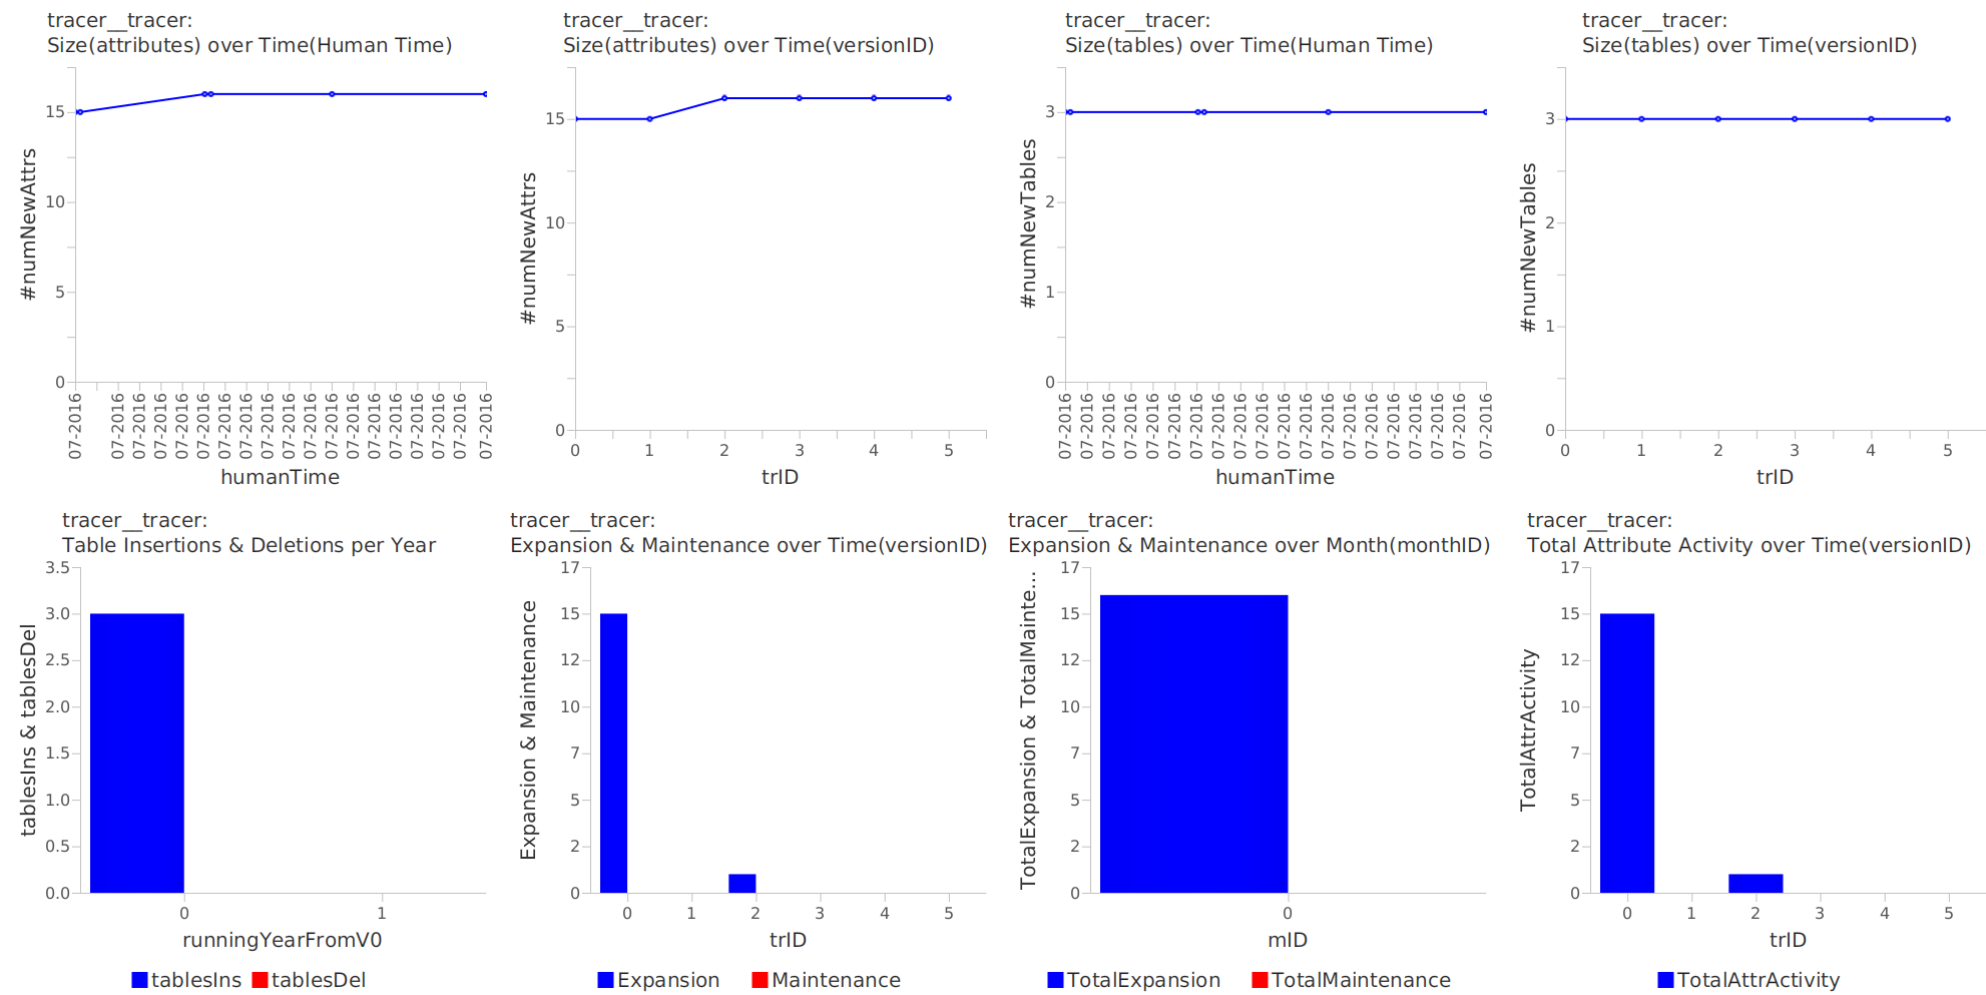 tracer__tracer:
Size(attributes) over Time(Human Time)
#numNewAttrs
15
10
5
0
07-2016 07-2016 07-2016 07-2016 07-2016 07-2016 07-2016 07-2016 07-2016 07-2016 07-2016 07-2016 07-2016 07-2016 07-2016 07-2016 07-2016 07-2016 07-2016
humanTime
tracer__tracer:
Size(attributes) over Time(versionID)
#numNewAttrs
15
10
5
0
0 1 2 3 4 5
trID
tracer__tracer:
Size(tables) over Time(Human Time)
#numNewTables
3
2
1
0
07-2016 07-2016 07-2016 07-2016 07-2016 07-2016 07-2016 07-2016 07-2016 07-2016 07-2016 07-2016 07-2016 07-2016 07-2016 07-2016 07-2016 07-2016 07-2016
humanTime
tracer__tracer:
Size(tables) over Time(versionID)
#numNewTables
3
2
1
0
0 1 2 3 4 5
trID
tracer__tracer:
Table Insertions & Deletions per Year
tablesIns & tablesDel
3.5
3.0
2.5
2.0
1.5
1.0
0.5
0.0
0 1
runningYearFromV0
tablesIns tablesDel
tracer__tracer:
Expansion & Maintenance over Time(versionID)
Expansion & Maintenance
17
15
12
10
7
5
2
0
0 1 2 3 4 5
trID
Expansion Maintenance
tracer__tracer:
Expansion & Maintenance over Month(monthID)
TotalExpansion & TotalMainte...
17
15
12
10
7
5
2
0
0
mID
TotalExpansion TotalMaintenance
tracer__tracer:
Total Attribute Activity over Time(versionID)
TotalAttrActivity
17
15
12
10
7
5
2
0
0 1 2 3 4 5
trID
TotalAttrActivity